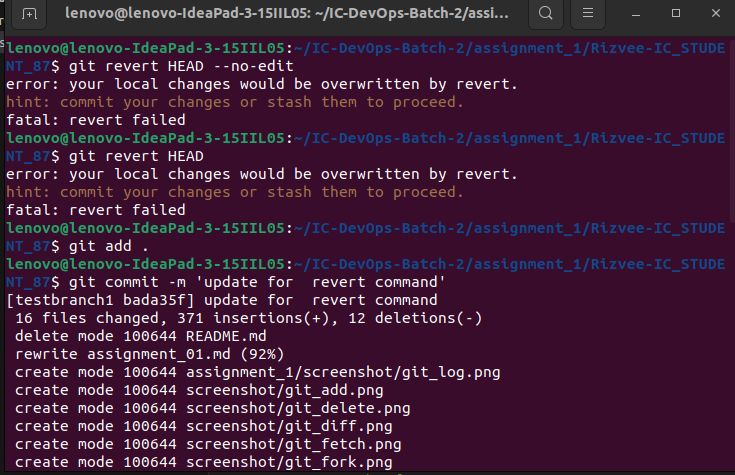 lenovo@lenovo-IdeaPad-3-15IIL05: ~/IC-DevOps-Batch-2/assi...
lenovo@lenovo-IdeaPad-3-15IIL05:~/IC-DevOps-Batch-2/assignment_1/Rizvee-IC_STUDE
NT_87$ git revert HEAD --no-edit
error: your local changes would be overwritten by revert.
hint: commit your changes or stash them to proceed.
fatal: revert failed
lenovo@lenovo-IdeaPad-3-15IIL05:~/IC-DevOps-Batch-2/assignment_1/Rizvee-IC_STUDE
NT_87$ git revert HEAD
error: your local changes would be overwritten by revert.
hint: commit your changes or stash them to proceed.
fatal: revert failed
lenovo@lenovo-IdeaPad-3-15IIL05:~/IC-DevOps-Batch-2/assignment_1/Rizvee-IC_STUDE
NT_87$ git add .
lenovo@lenovo-IdeaPad-3-15IIL05:~/IC-DevOps-Batch-2/assignment_1/Rizvee-IC_STUDE
NT_87$ git commit -m 'update for  revert command'
[testbranch1 bada35f] update for  revert command
 16 files changed, 371 insertions(+), 12 deletions(-)
 delete mode 100644 README.md
 rewrite assignment_01.md (92%)
 create mode 100644 assignment_1/screenshot/git_log.png
 create mode 100644 screenshot/git_add.png
 create mode 100644 screenshot/git_delete.png
 create mode 100644 screenshot/git_diff.png
 create mode 100644 screenshot/git_fetch.png
 create mode 100644 screenshot/git_fork.png